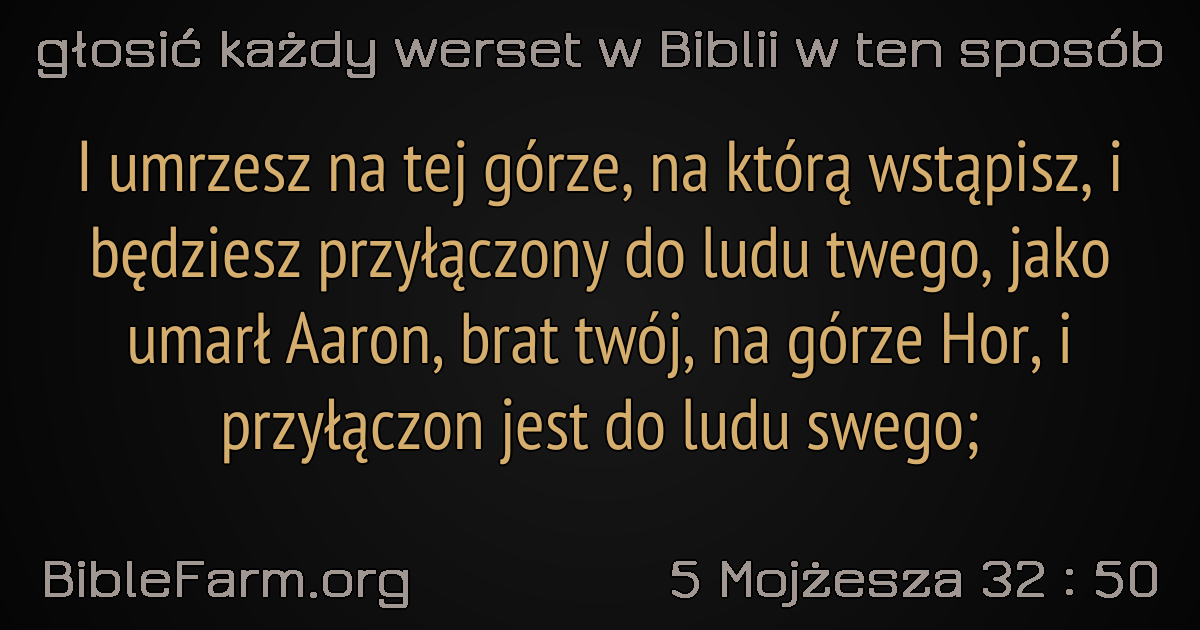 głosić każdy werset w Biblii w ten sposób
I umrzesz na tej górze, na którą wstąpisz, i
będziesz przyłączony do ludu twego, jako
umarł Aaron, brat twój, na górze Hor, i
przyłączon jest do ludu swego;
BibleFarm.org
5 Mojżesza 32 : 50